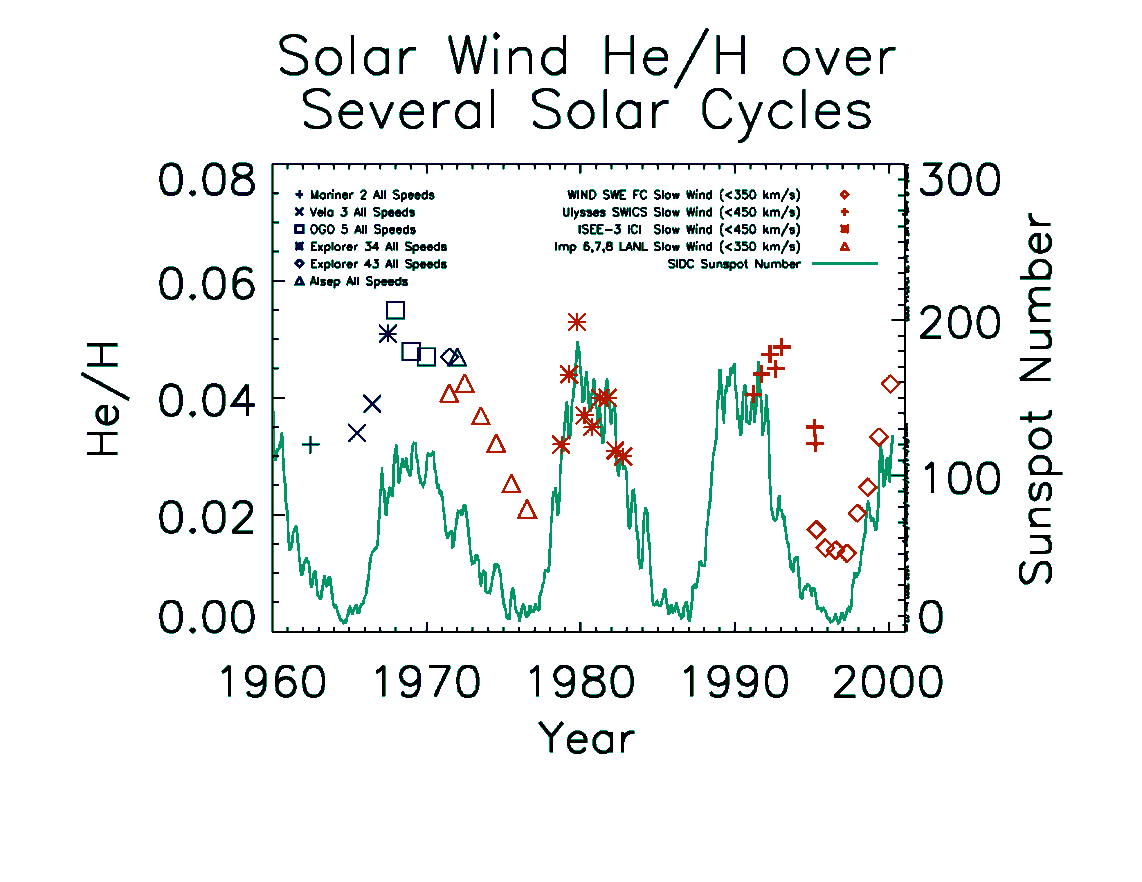 Solar Wind He/H over
Several Solar Cycles
0.08
0.06
0.04
0.02
0.00
He/H
Mariner 2 All Speeds
Vela 3 All Speeds
OGO 5 All Speeds
Explorer 34 All Speeds
Explorer 43 All Speeds
Alsep All Speeds
WIND SWE FC Slow Wind (<350 km/s)
Ulysses SWICS Slow Wind (<450 km/s)
ISEE-3 ICI Slow Wind (<450 km/s)
Imp 6,7,8 LANL Slow Wind (<350 km/s)
SIDC Sunspot Number
300
200
100
0
Sunspot Number
1960 1970 1980 1990 2000
Year